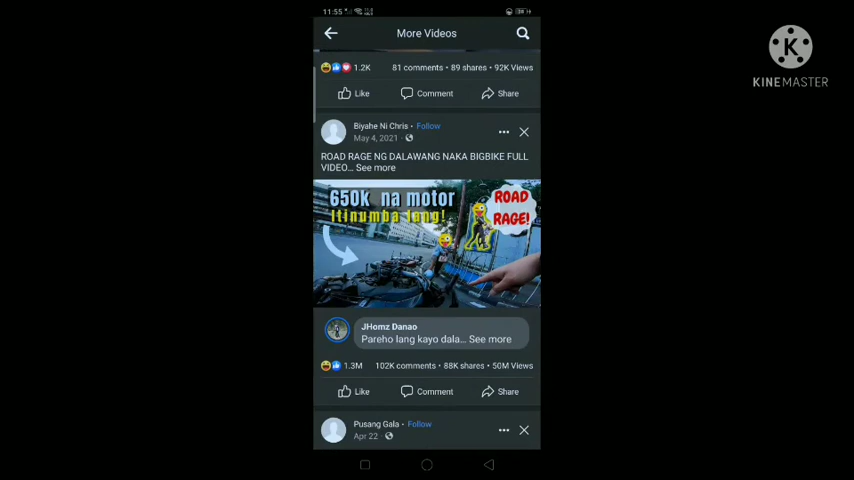 11:55
More Videos
1.2K 81 comments • 89 shares • 92K Views
Like Comment Share
Biyahe Ni Chris • Follow
May 4, 2021 •
ROAD RAGE NG DALAWANG NAKA BIGBIKE FULL
VIDEO... See more
650k na motor
Itinumba lang!
ROAD
RAGE!
JHomz Danao
Pareho lang kayo dala... See more
1.3M 102K comments • 88K shares • 50M Views
Like Comment Share
Pusang Gala • Follow
Apr 22
K
KINEMASTER